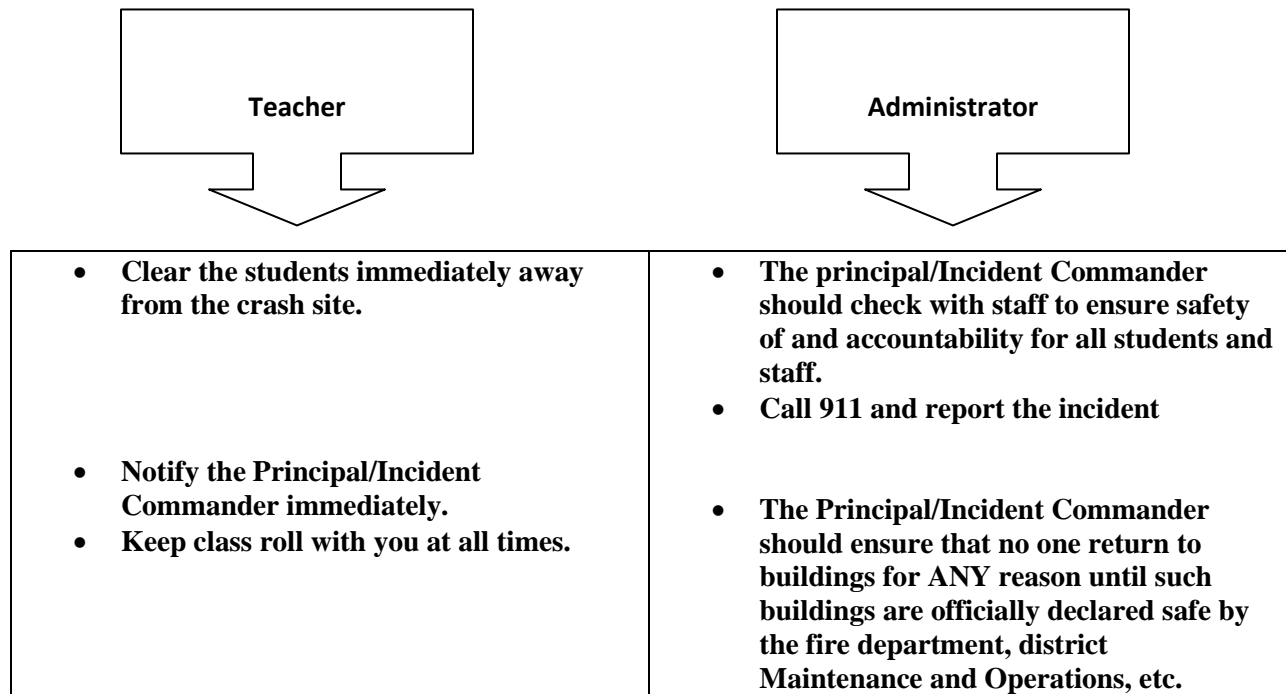 Teacher
Administrator
• Clear the students immediately away
from the crash site.
• Notify the Principal/Incident
Commander immediately.
• Keep class roll with you at all times.
• The principal/Incident Commander
should check with staff to ensure safety
of and accountability for all students and
staff.
• Call 911 and report the incident
• The Principal/Incident Commander
should ensure that no one return to
buildings for ANY reason until such
buildings are officially declared safe by
the fire department, district
Maintenance and Operations, etc.